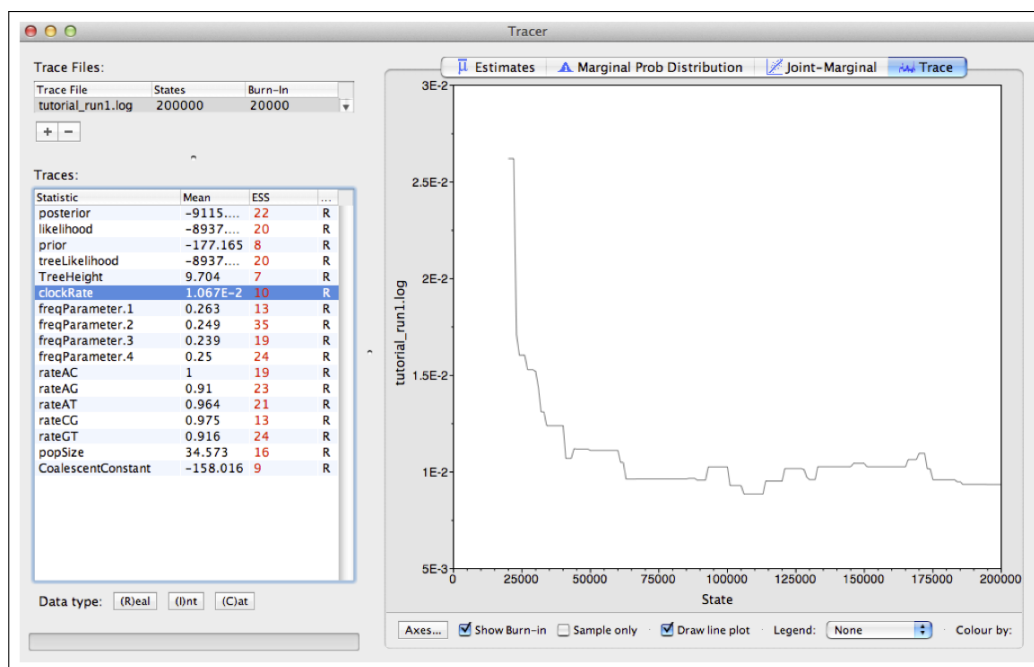 Tracer
Trace Files:
Trace File States Burn-In
tutorial_run1.log 200000 20000
+ −
Traces:
Statistic Mean ESS ...
posterior -9115.... 22 R
likelihood -8937.... 20 R
prior -177.165 8 R
treeLikelihood -8937.... 20 R
TreeHeight 9.704 7 R
clockRate 1.067E-2 10 R
freqParameter.1 0.263 13 R
freqParameter.2 0.249 35 R
freqParameter.3 0.239 19 R
freqParameter.4 0.25 24 R
rateAC 1 19 R
rateAG 0.91 23 R
rateAT 0.964 21 R
rateCG 0.975 13 R
rateGT 0.916 24 R
popSize 34.573 16 R
CoalescentConstant -158.016 9 R
Data type: (R)eal (I)nt (C)at
μ Estimates Marginal Prob Distribution Joint-Marginal Trace
3E-2
2.5E-2
2E-2
1.5E-2
1E-2
5E-3
tutorial_run1.log
0 25000 50000 75000 100000 125000 150000 175000 200000
State
Axes... Show Burn-in Sample only Draw line plot Legend: None Colour by: